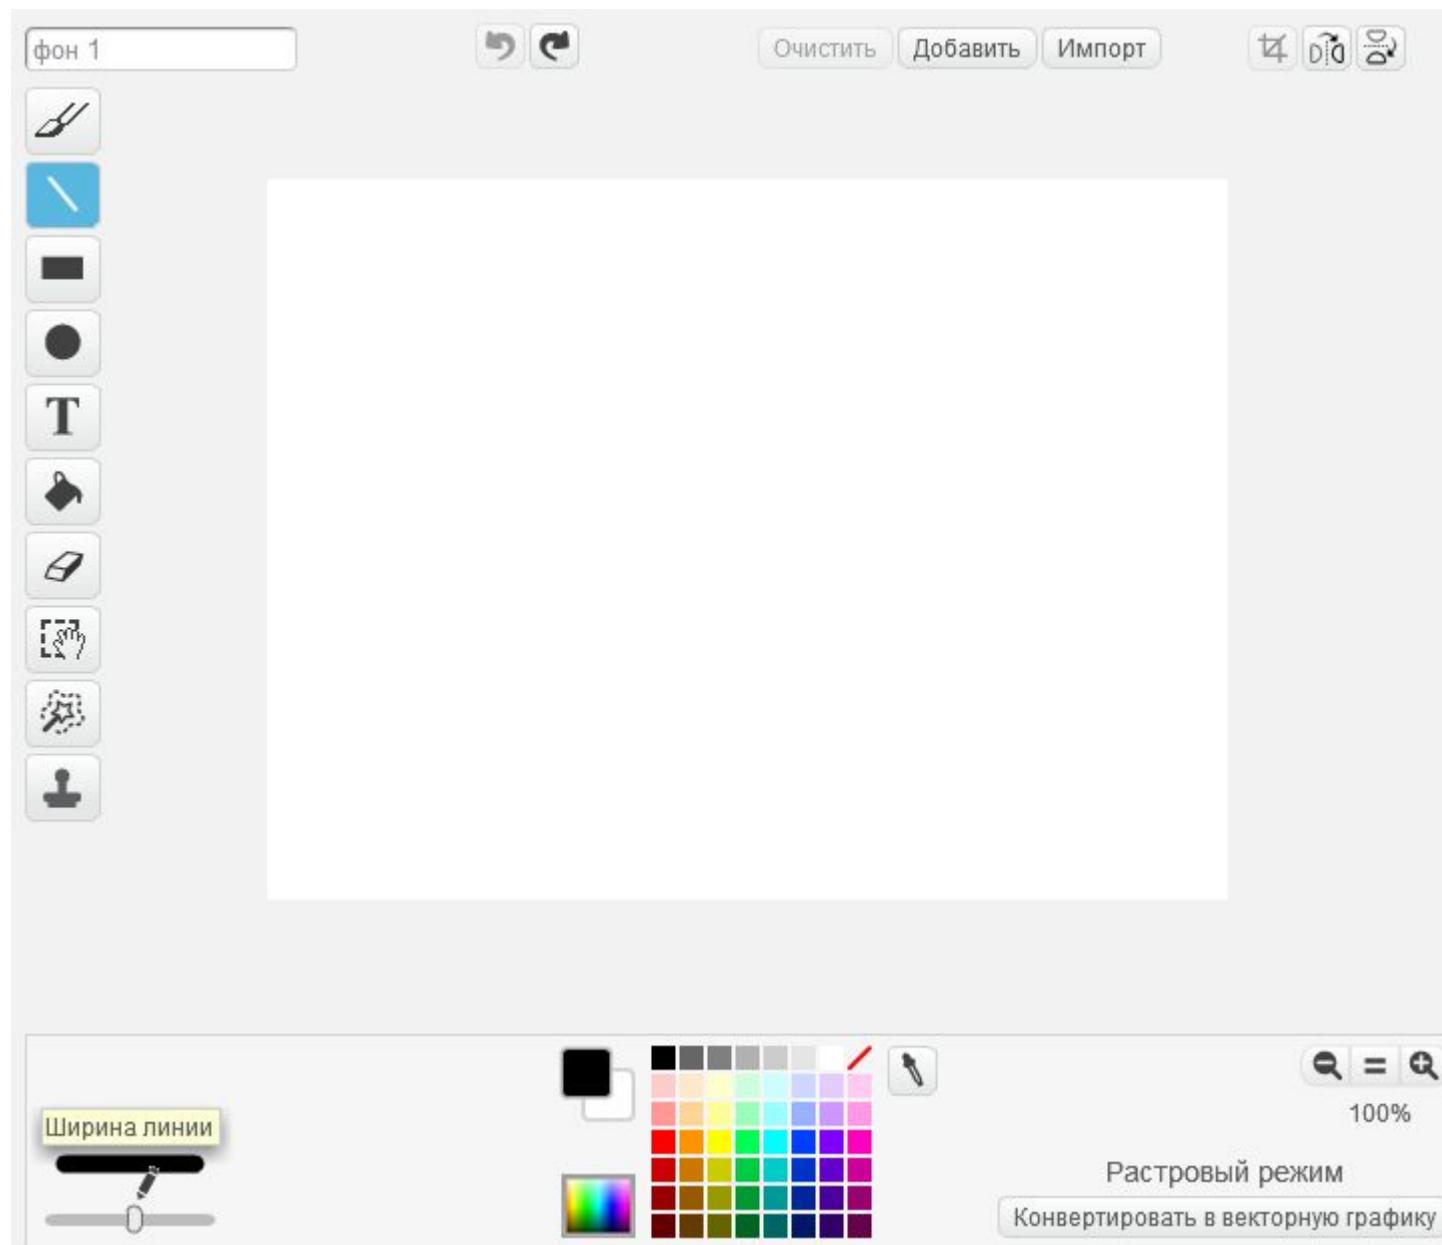 фон 1
Очистить
Добавить
Импорт
T
Ширина линии
100%
Растровый режим
Конвертировать в векторную графику